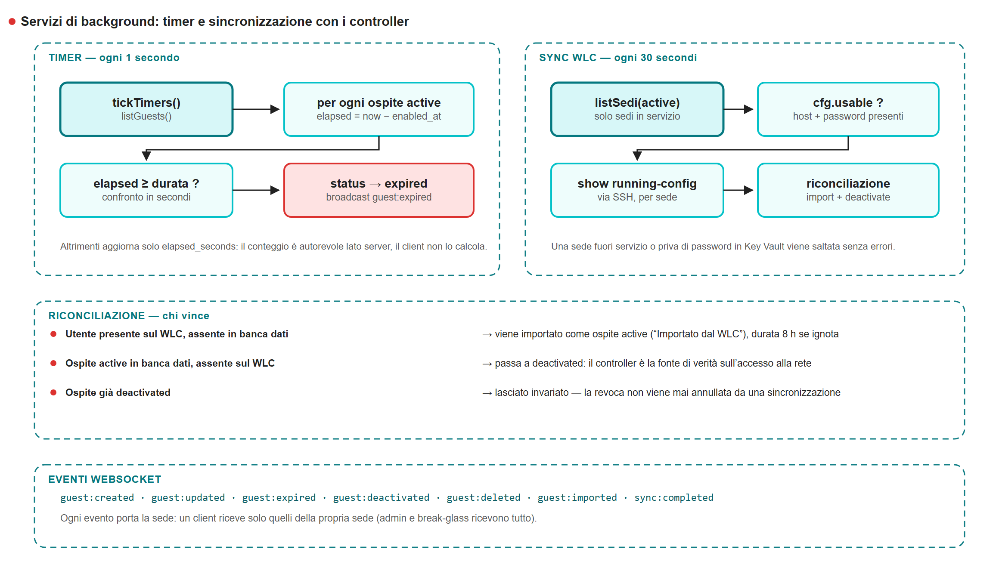 Servizi di background: timer e sincronizzazione con i controller
TIMER — ogni 1 secondo
tickTimers()
listGuests()
per ogni ospite active
elapsed = now − enabled_at
elapsed ≥ durata ?
confronto in secondi
status → expired
broadcast guest:expired
Altrimenti aggiorna solo elapsed_seconds: il conteggio è autorevole lato server, il client non lo calcola.
SYNC WLC — ogni 30 secondi
listSedi(active)
solo sedi in servizio
cfg.usable ?
host + password presenti
show running-config
via SSH, per sede
riconciliazione
import + deactivate
Una sede fuori servizio o priva di password in Key Vault viene saltata senza errori.
RICONCILIAZIONE — chi vince
Utente presente sul WLC, assente in banca dati → viene importato come ospite active (“Importato dal WLC”), durata 8 h se ignota
Ospite active in banca dati, assente sul WLC → passa a deactivated: il controller è la fonte di verità sull’accesso alla rete
Ospite già deactivated → lasciato invariato — la revoca non viene mai annullata da una sincronizzazione
EVENTI WEBSOCKET
guest:created · guest:updated · guest:expired · guest:deactivated · guest:deleted · guest:imported · sync:completed
Ogni evento porta la sede: un client riceve solo quelli della propria sede (admin e break-glass ricevono tutto).